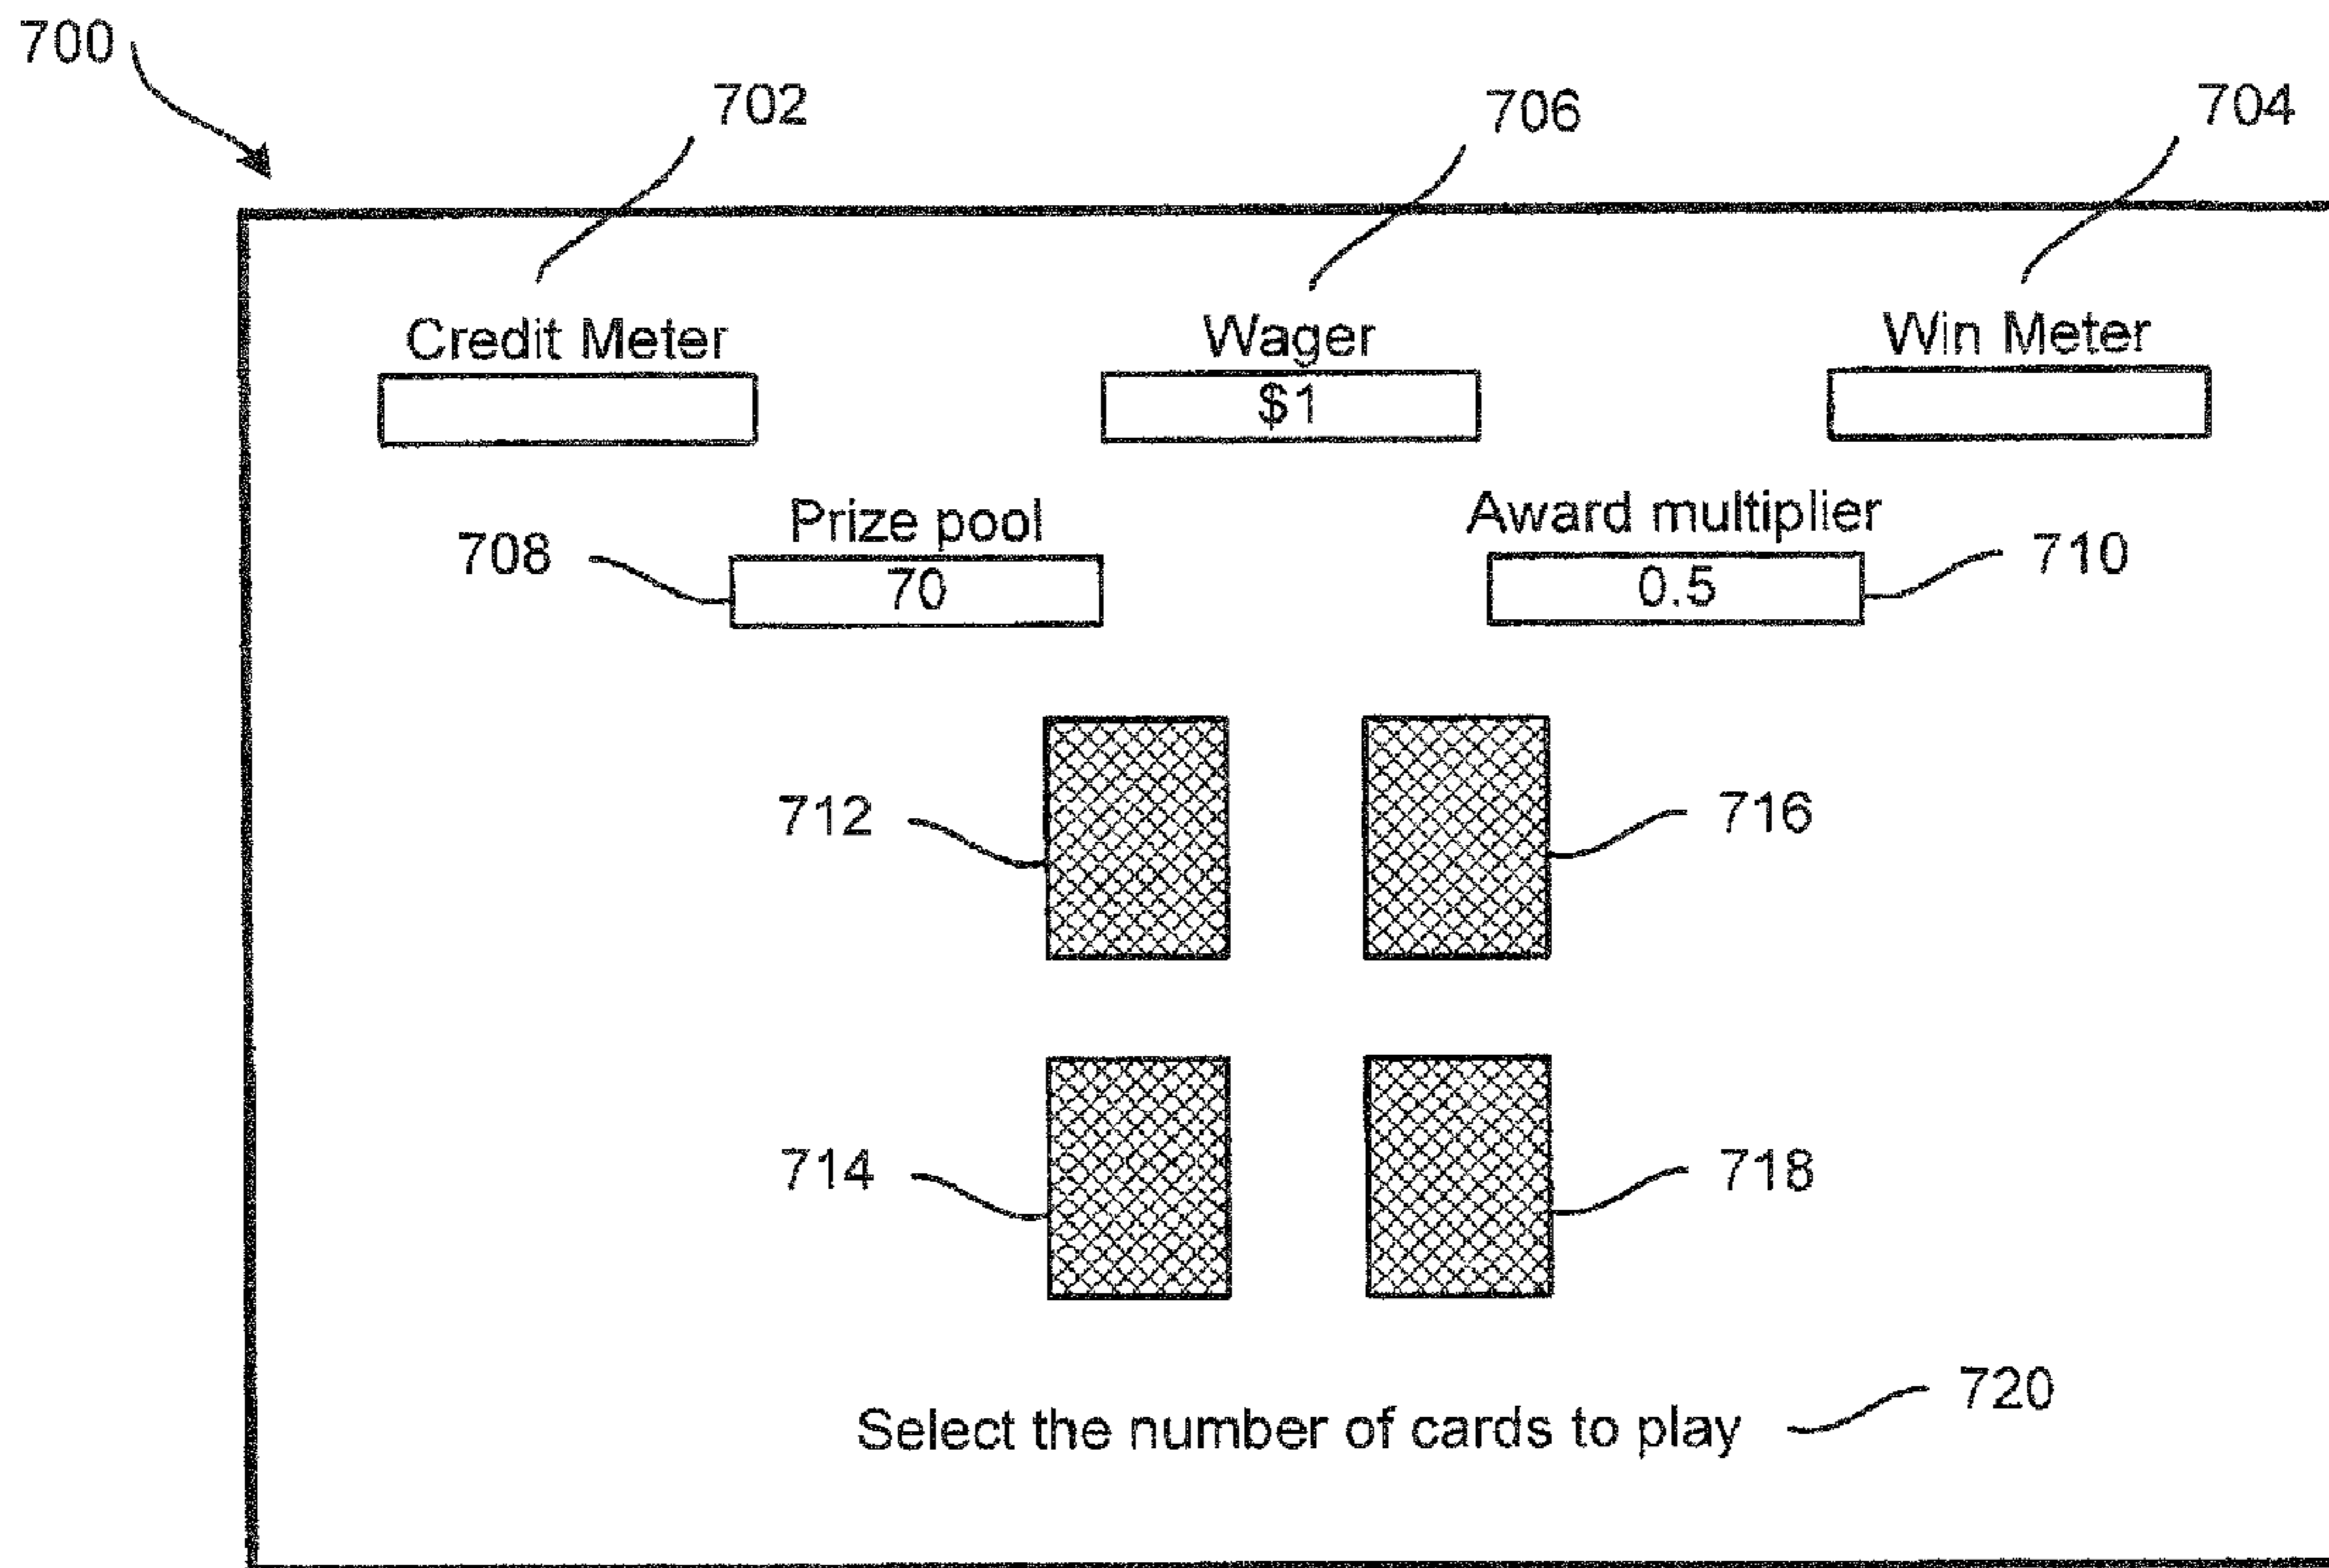 700
702 706 704
Credit Meter Wager Win Meter
$1
Prize pool Award multiplier
708 70 0.5 710
712 716
714 718
720
Select the number of cards to play